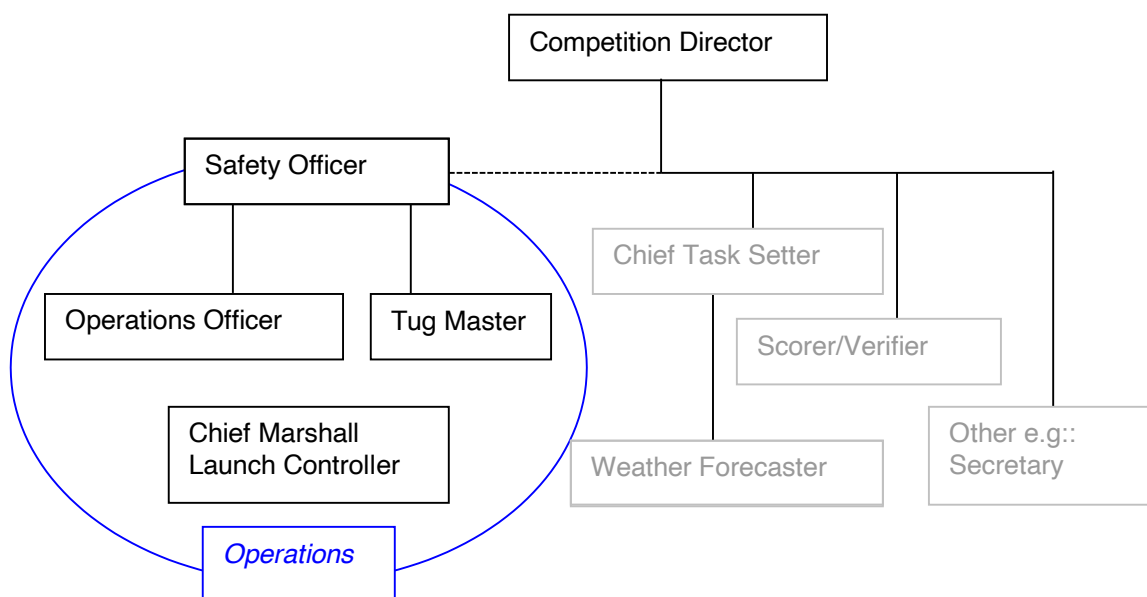 Competition Director
Safety Officer
Chief Task Setter
Operations Officer
Tug Master
Scorer/Verifier
Chief Marshall
Launch Controller
Weather Forecaster
Other e.g::
Secretary
Operations